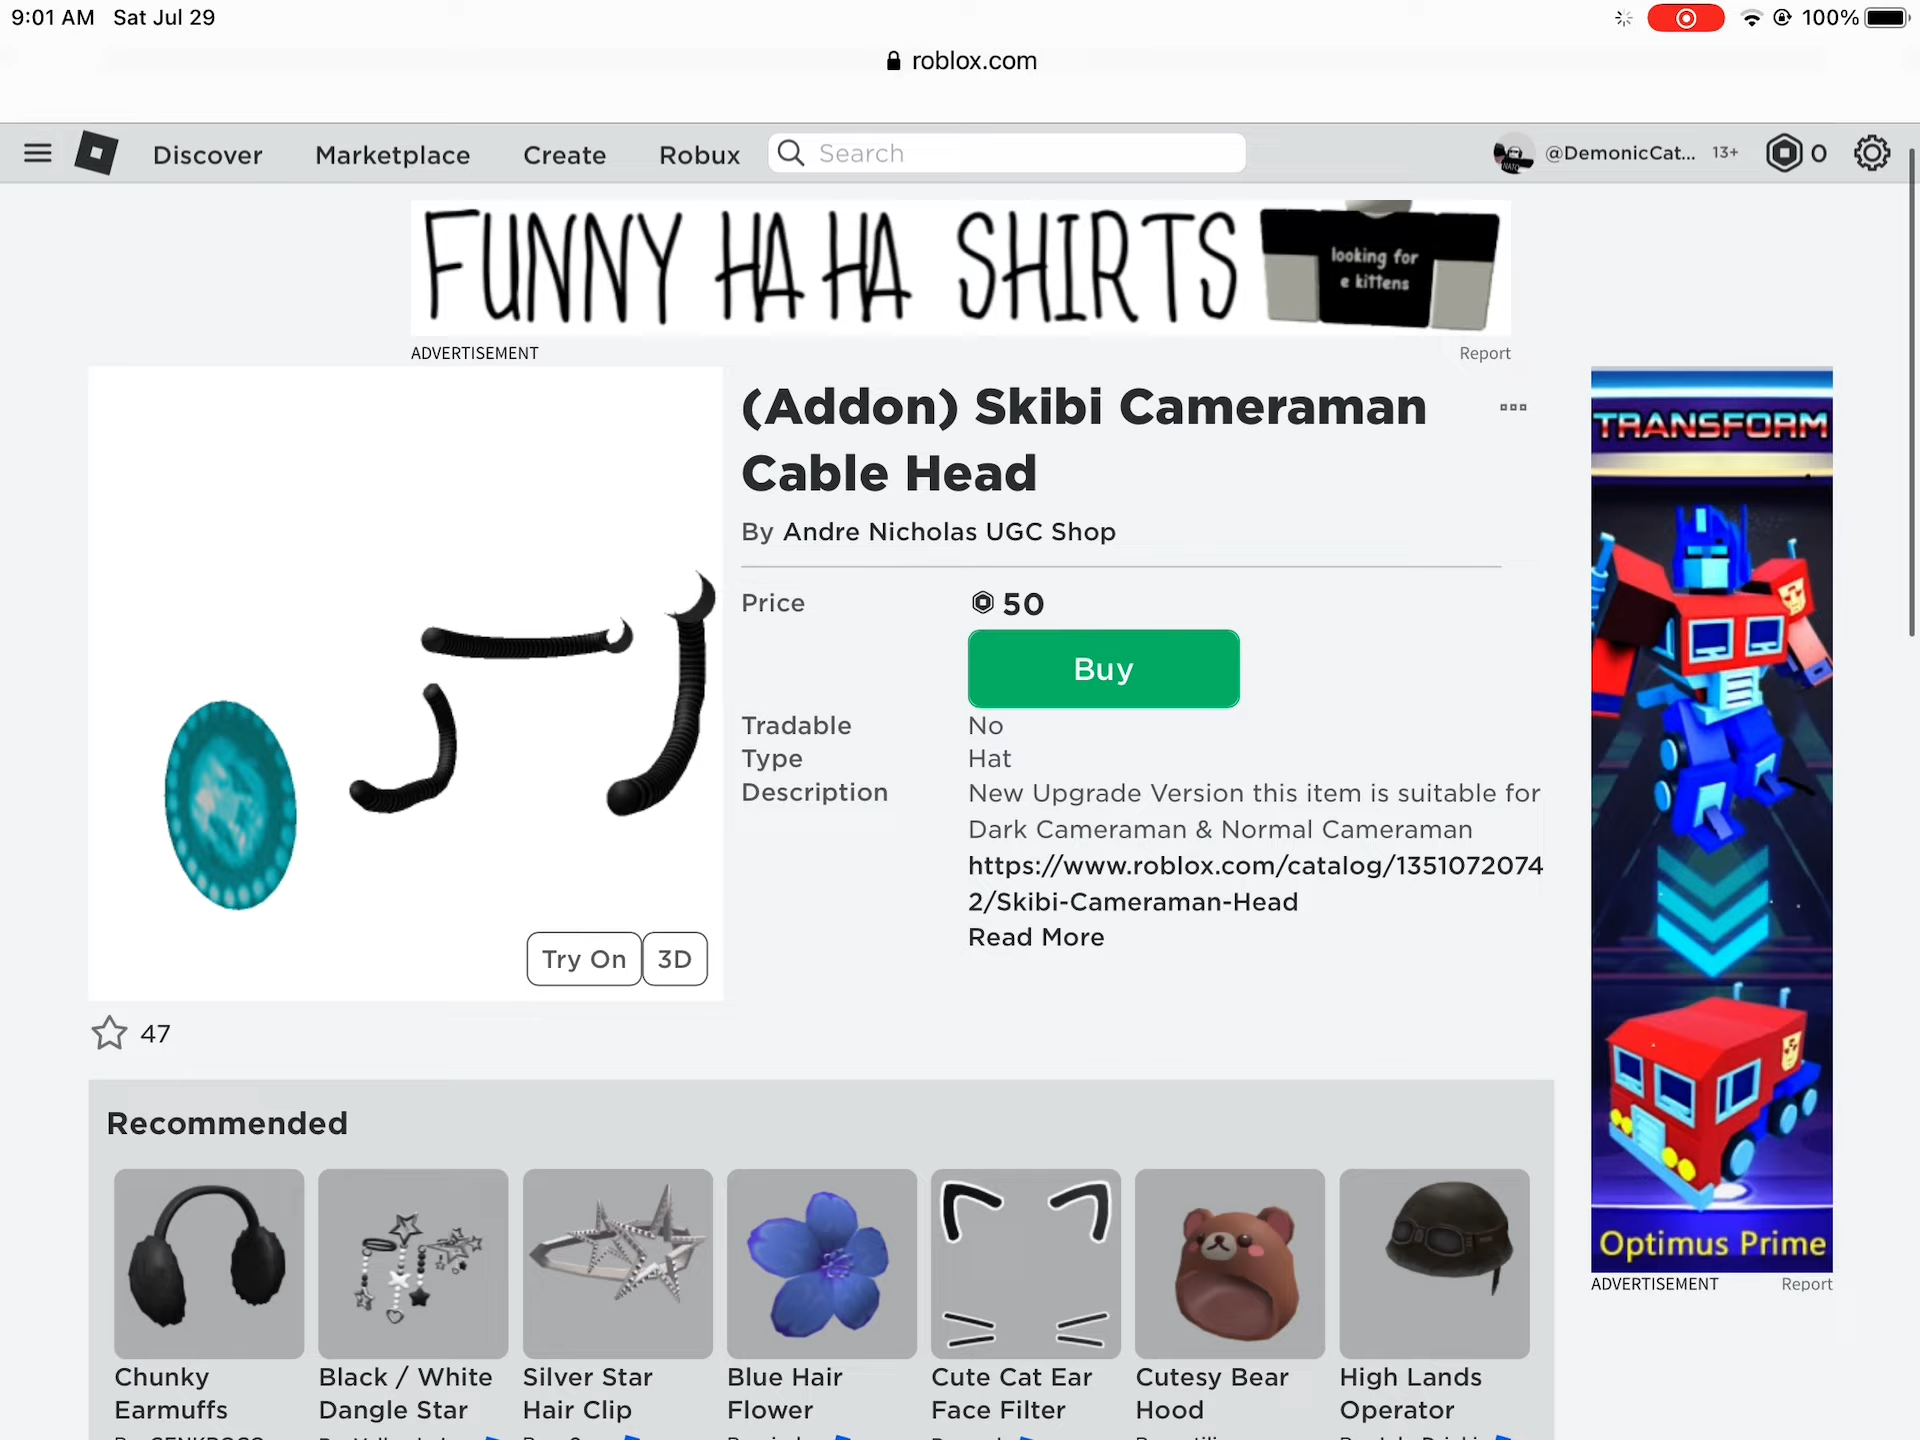 9:01 AM Sat Jul 29
100%
roblox.com
Discover
Marketplace
Create
Robux
Search
@DemonicCat...
13+
0
FUNNY HA HA SHIRTS
looking for
e kittens
ADVERTISEMENT
Report
(Addon) Skibi Cameraman
Cable Head
By Andre Nicholas UGC Shop
Price
50
Buy
Tradable
No
Type
Hat
Description
New Upgrade Version this item is suitable for
Dark Cameraman & Normal Cameraman
https://www.roblox.com/catalog/1351072074
2/Skibi-Cameraman-Head
Read More
Try On
3D
47
TRANSFORM
Optimus Prime
ADVERTISEMENT
Report
Recommended
Chunky
Earmuffs
Black / White
Dangle Star
Silver Star
Hair Clip
Blue Hair
Flower
Cute Cat Ear
Face Filter
Cutesy Bear
Hood
High Lands
Operator